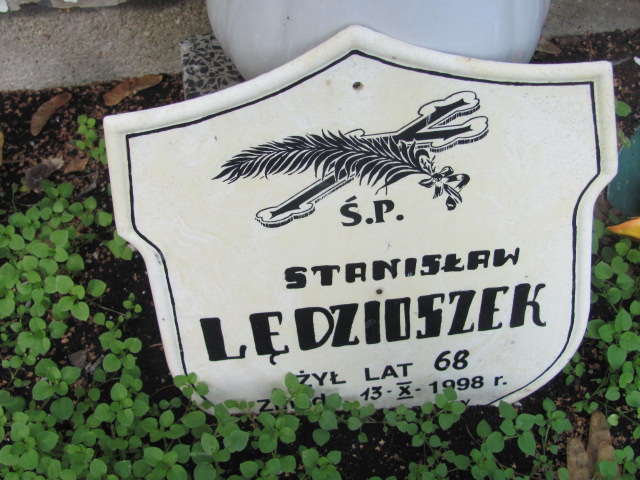 Ś.P.
STANISŁAW
LĘDZIOSZEK
ŻYŁ LAT 68
13-X-1998 r.